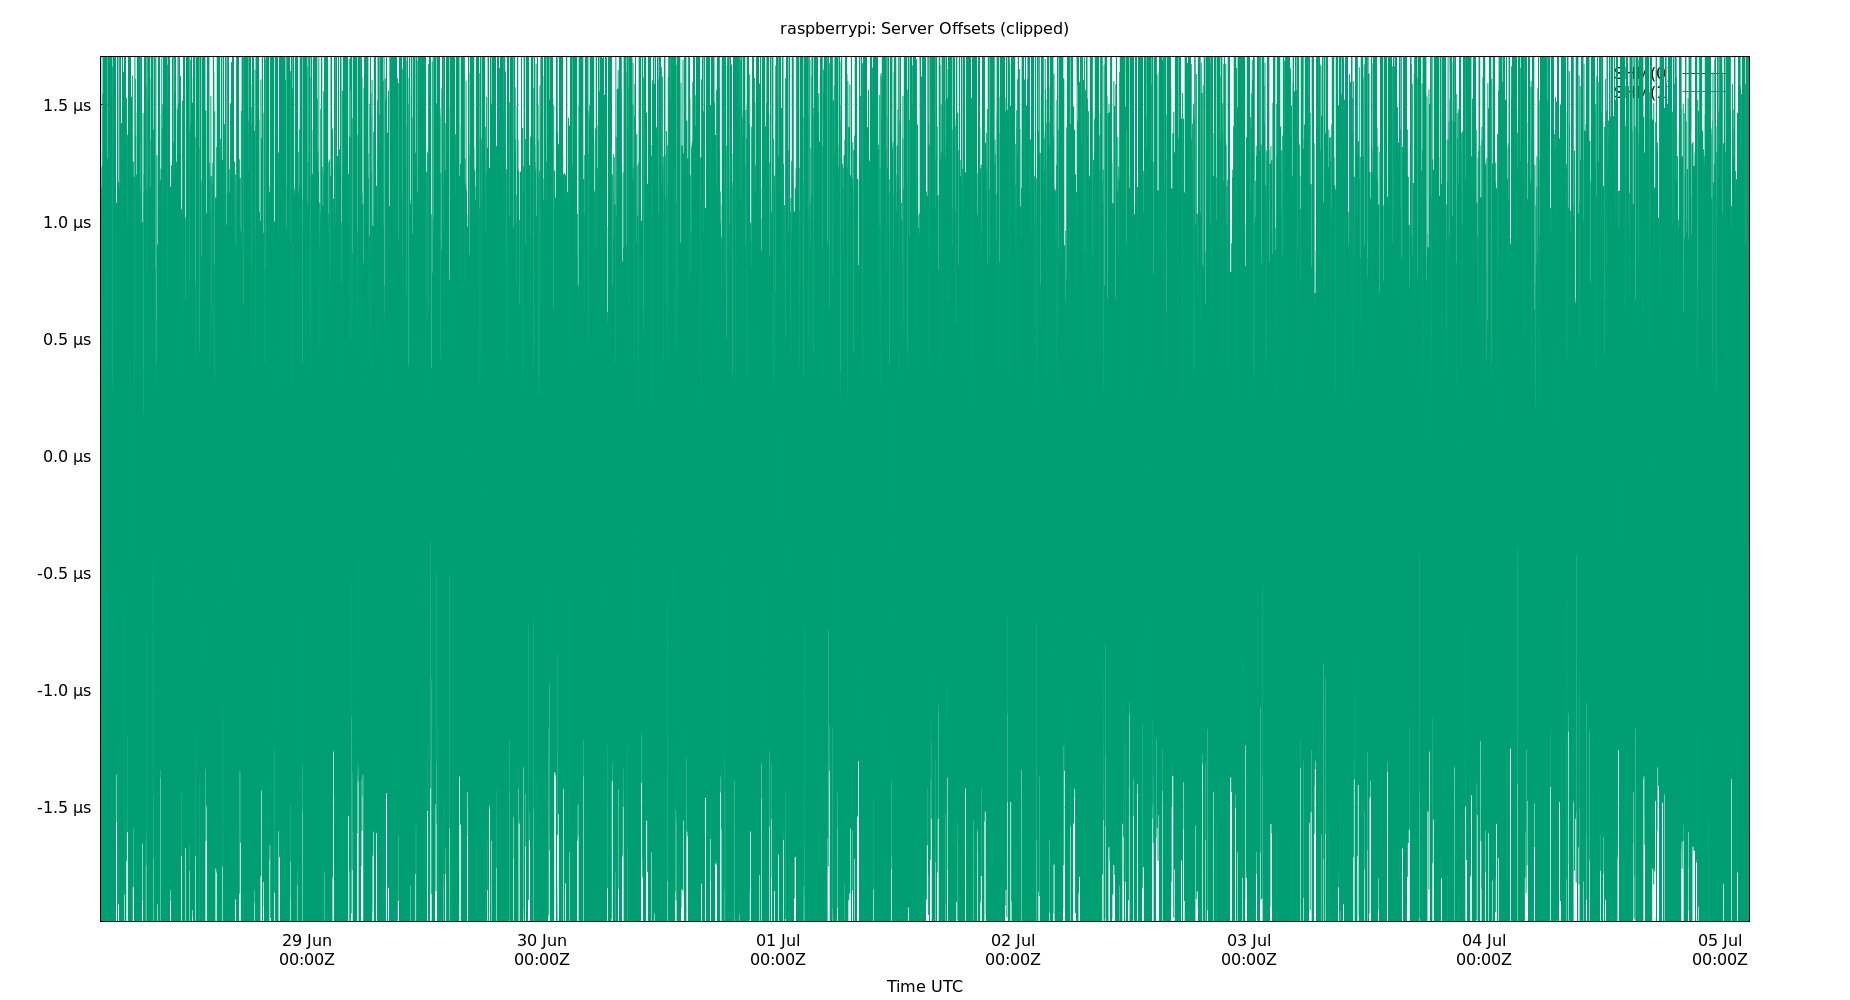 raspberrypi: Server Offsets (clipped)
1.5 µs
1.0 µs
0.5 µs
0.0 µs
-0.5 µs
-1.0 µs
-1.5 µs
29 Jun 30 Jun 01 Jul 02 Jul 03 Jul 04 Jul 05 Jul
00:00Z 00:00Z 00:00Z 00:00Z 00:00Z 00:00Z 00:00Z
Time UTC